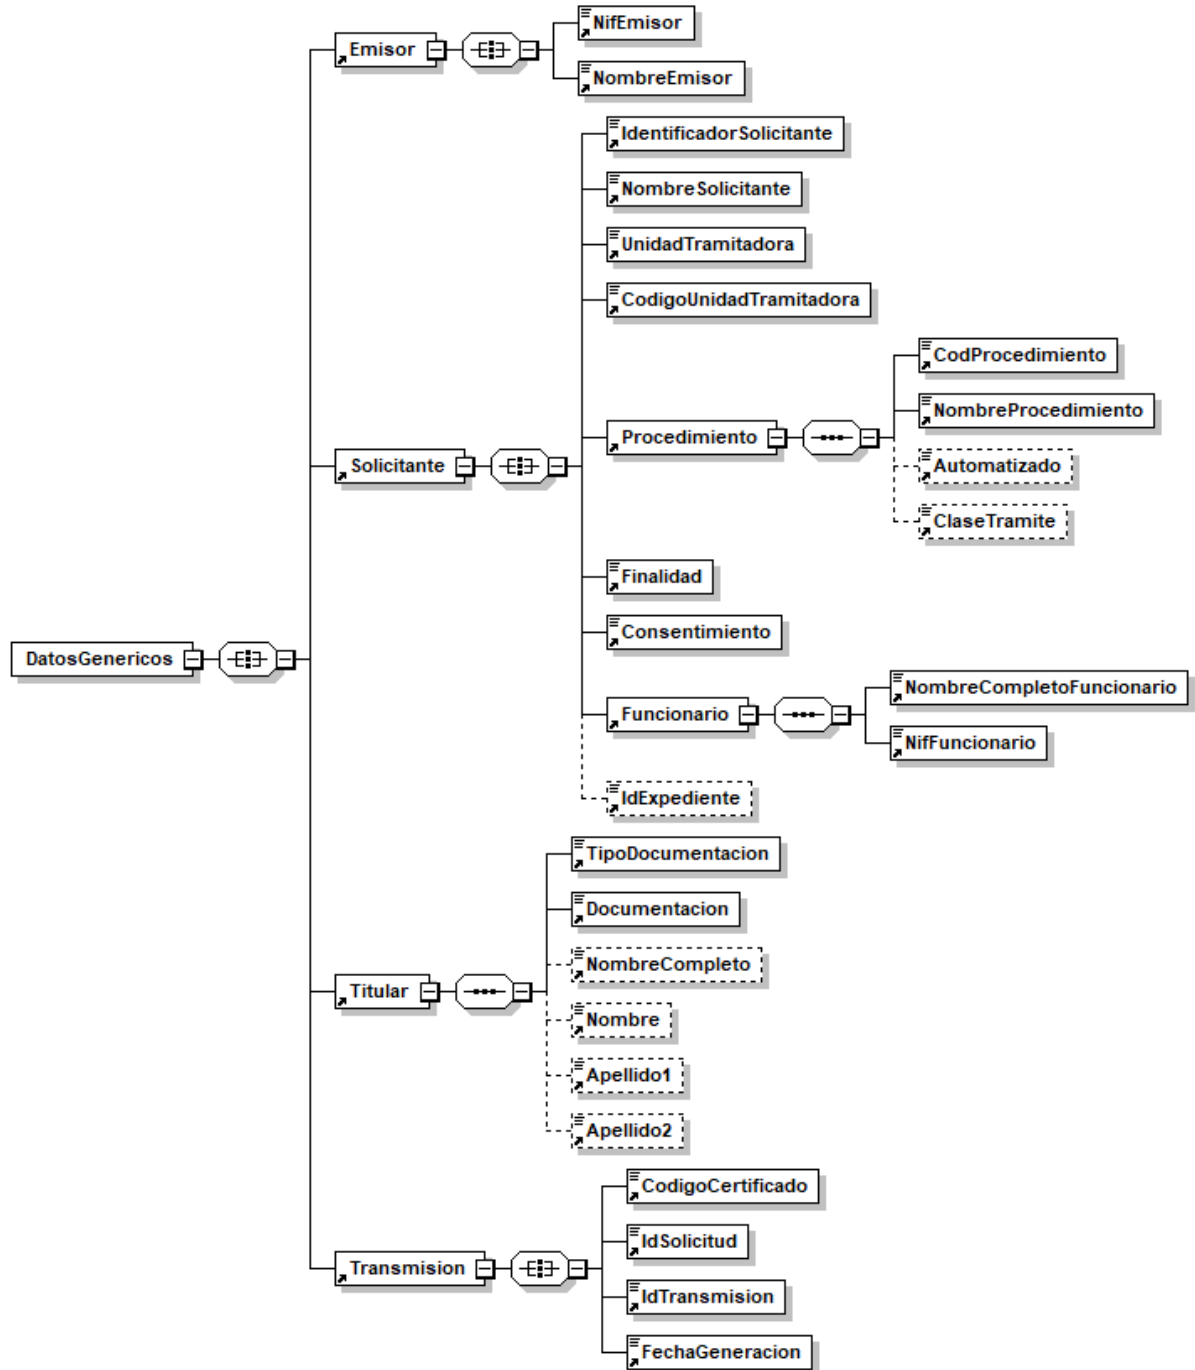 DatosGenericos
Emisor
NifEmisor
NombreEmisor
Solicitante
IdentificadorSolicitante
NombreSolicitante
UnidadTramitadora
CodigoUnidadTramitadora
Procedimiento
CodProcedimiento
NombreProcedimiento
Automatizado
ClaseTramite
Finalidad
Consentimiento
Funcionario
NombreCompletoFuncionario
NifFuncionario
IdExpediente
Titular
TipoDocumentacion
Documentacion
NombreCompleto
Nombre
Apellido1
Apellido2
Transmision
CodigoCertificado
IdSolicitud
IdTransmision
FechaGeneracion